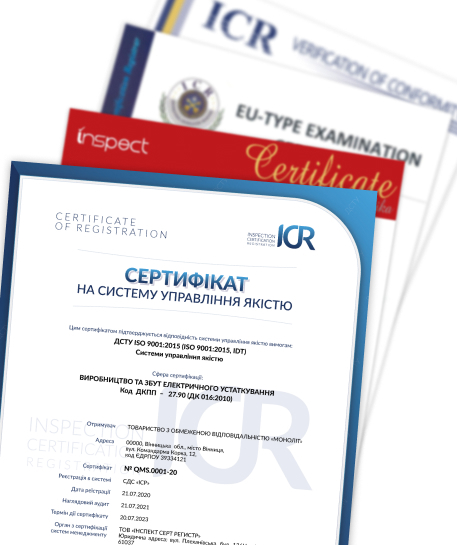 ICR
VERIFICATION OF CONFORMITY
ICR
EU-TYPE EXAMINATION
inspect
Certificate
CERTIFICATE
OF REGISTRATION
INSPECTION
CERTIFICATION
REGISTRATION
ICR
СЕРТИФІКАТ
НА СИСТЕМУ УПРАВЛІННЯ ЯКІСТЮ
Цим сертифікатом підтверджується відповідність системи управління якістю вимогам:
ДСТУ ISO 9001:2015 (ISO 9001:2015, IDT)
Системи управління якістю
Сфера сертифікації:
ВИРОБНИЦТВО ТА ЗБУТ ЕЛЕКТРИЧНОГО УСТАТКУВАННЯ
Код ДКПП – 27.90 (ДК 016:2010)
ICR
INSPECTION
CERTIFICATION
REGIST
Отримувач ТОВАРИСТВО З ОБМЕЖЕНОЮ ВІДПОВІДАЛЬНІСТЮ «МОНОЛІТ»
Адреса 00000, Вінницька обл., місто Вінниця,
вул. Командарма Корка, 12,
код ЄДРПОУ 39334121
Сертифікат № QMS.0001-20
Реєстрація в системі СДС «ICR»
Дата реєстрації 21.07.2020
Наглядовий аудит 21.07.2021
Термін дії сертифікату 20.07.2023
Орган з сертифікації ТОВ «ІНСПЕКТ СЕРТ РЕГІСТР»
систем менеджменту Юридична адреса: вул. Плеханівська, буд.
61037